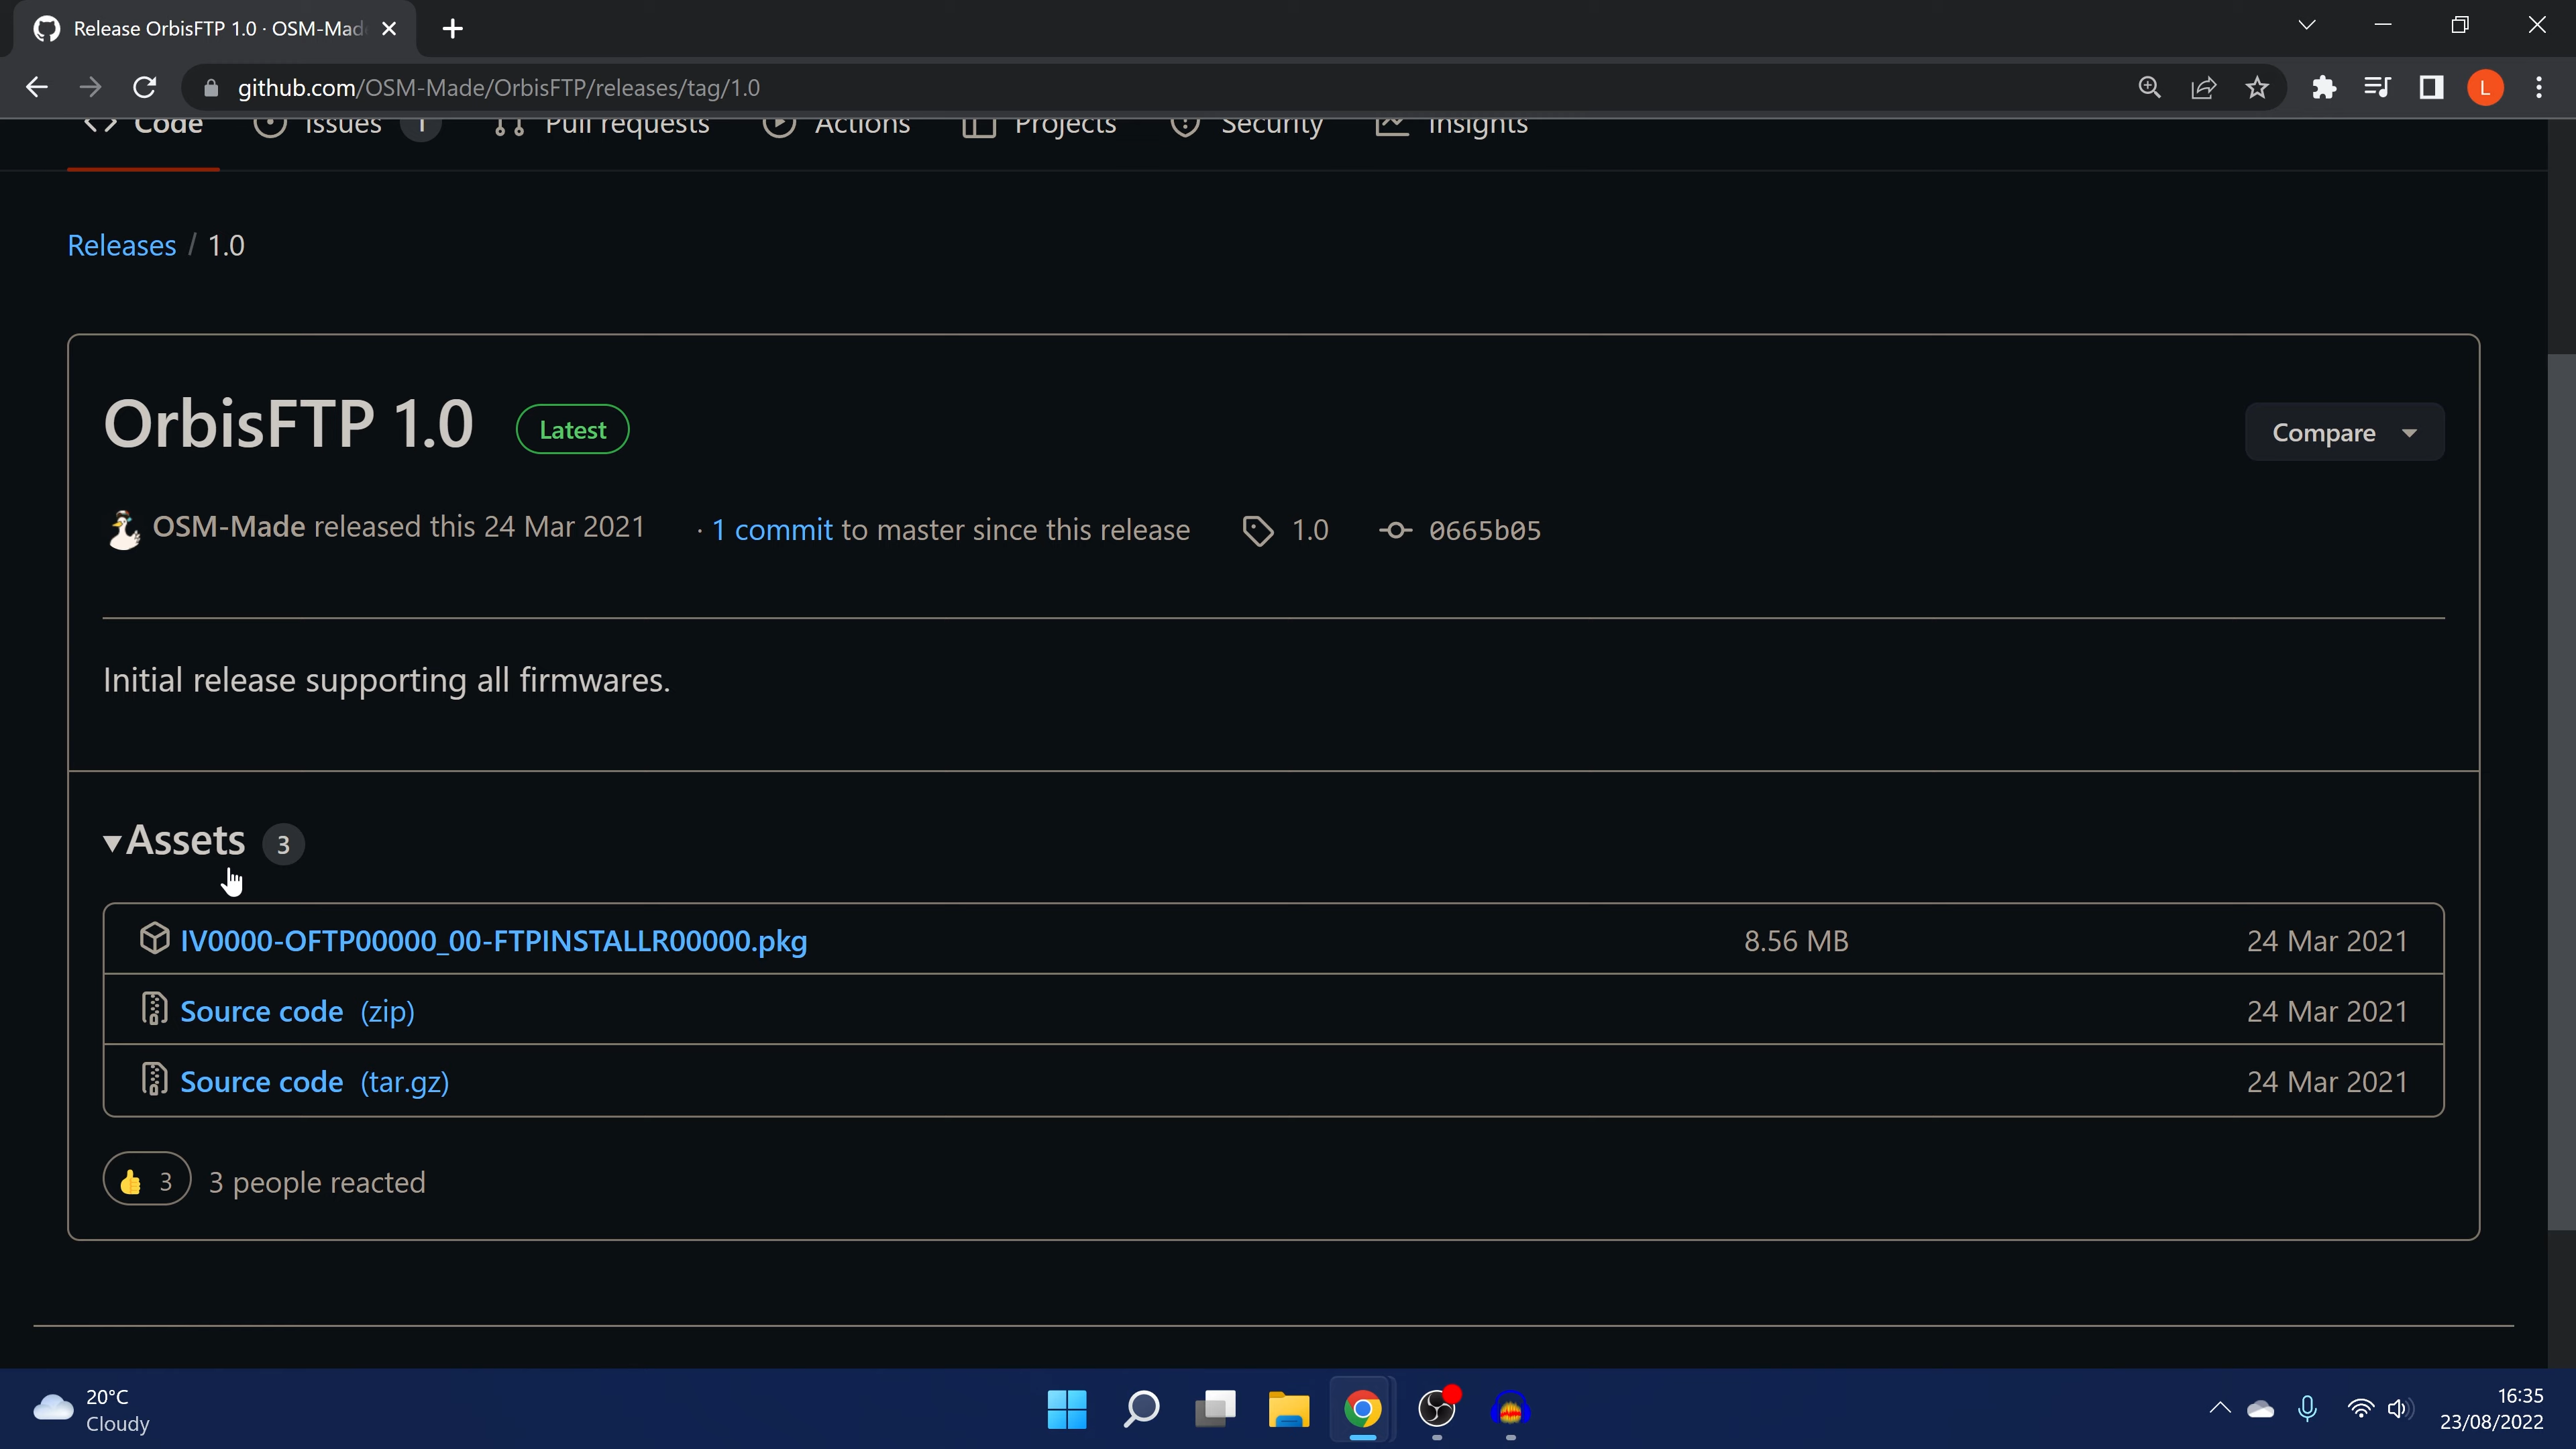 Release OrbisFTP 1.0 · OSM-Mad
github.com/OSM-Made/OrbisFTP/releases/tag/1.0
L
Code Issues 1 Pull requests Actions Projects Security Insights
Releases / 1.0
OrbisFTP 1.0 Latest
Compare
OSM-Made released this 24 Mar 2021 · 1 commit to master since this release 1.0 0665b05
Initial release supporting all firmwares.
Assets 3
IV0000-OFTP00000_00-FTPINSTALLR00000.pkg 8.56 MB 24 Mar 2021
Source code (zip) 24 Mar 2021
Source code (tar.gz) 24 Mar 2021
3 3 people reacted
20°C
Cloudy
16:35
23/08/2022